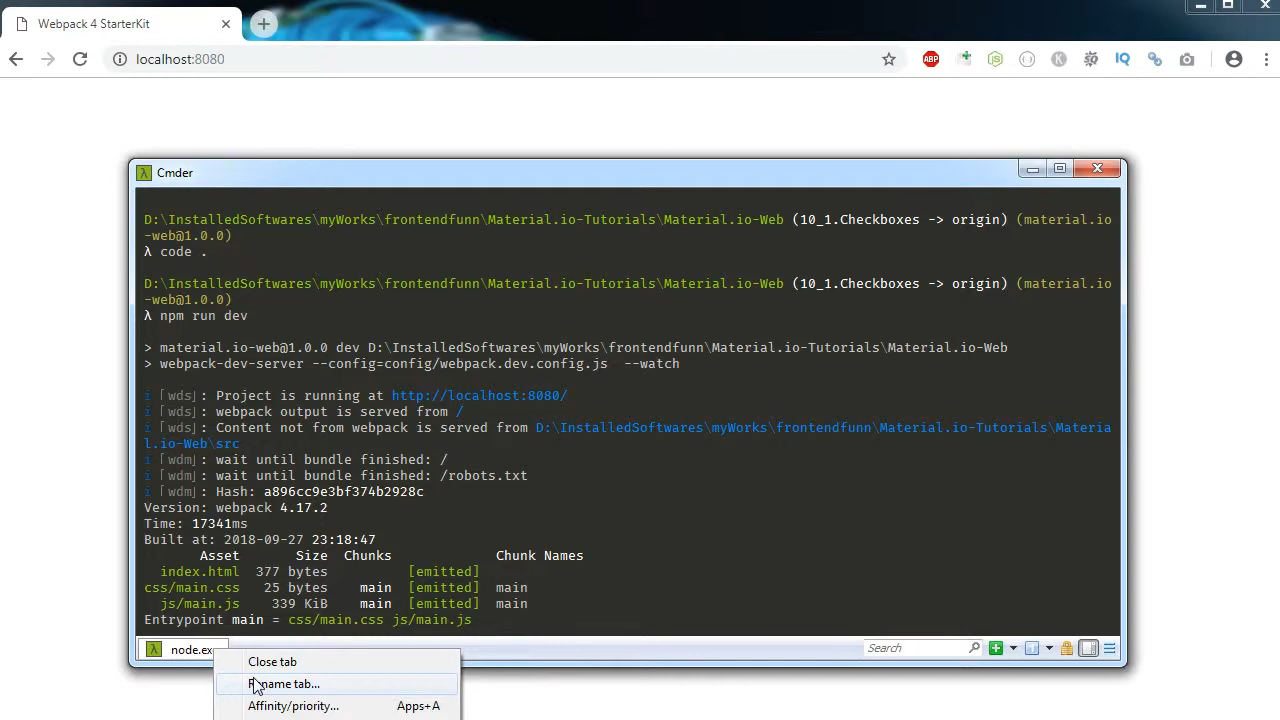 Webpack 4 StarterKit
localhost:8080
ABP
IQ
Cmder
D:\InstalledSoftwares\myWorks\frontendfunn\Material.io-Tutorials\Material.io-Web (10_1.Checkboxes -> origin) (material.io
-web@1.0.0)
λ code .
D:\InstalledSoftwares\myWorks\frontendfunn\Material.io-Tutorials\Material.io-Web (10_1.Checkboxes -> origin) (material.io
-web@1.0.0)
λ npm run dev
> material.io-web@1.0.0 dev D:\InstalledSoftwares\myWorks\frontendfunn\Material.io-Tutorials\Material.io-Web
> webpack-dev-server --config=config/webpack.dev.config.js --watch
i 「wds」: Project is running at http://localhost:8080/
i 「wds」: webpack output is served from /
i 「wds」: Content not from webpack is served from D:\InstalledSoftwares\myWorks\frontendfunn\Material.io-Tutorials\Materia
l.io-Web\src
i 「wdm」: wait until bundle finished: /
i 「wdm」: wait until bundle finished: /robots.txt
i 「wdm」: Hash: a896cc9e3bf374b2928c
Version: webpack 4.17.2
Time: 17341ms
Built at: 2018-09-27 23:18:47
Asset Size Chunks Chunk Names
index.html 377 bytes [emitted]
css/main.css 25 bytes main [emitted] main
js/main.js 339 KiB main [emitted] main
Entrypoint main = css/main.css js/main.js
λ node.ex
Search
Close tab
Rename tab...
Affinity/priority... Apps+A